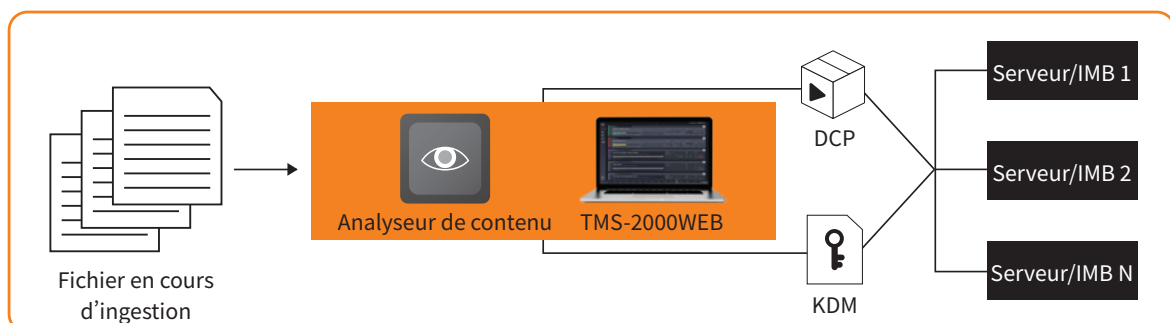 Fichier en cours
d’ingestion
Analyseur de contenu
TMS-2000WEB
DCP
KDM
Serveur/IMB 1
Serveur/IMB 2
Serveur/IMB N